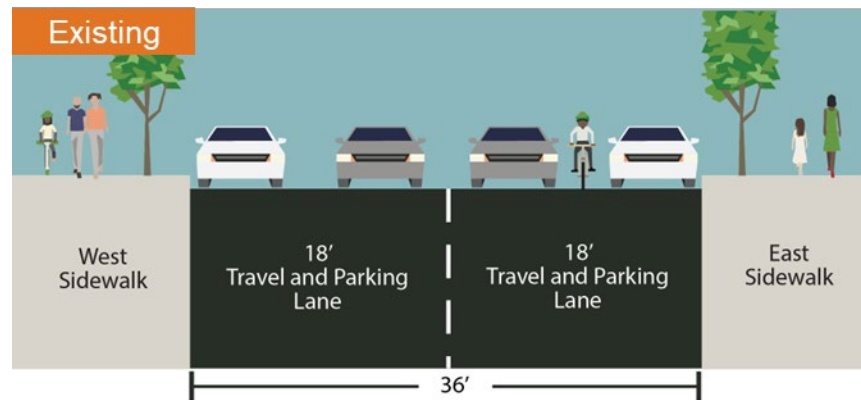 Existing
West
Sidewalk
18'
Travel and Parking
Lane
18'
Travel and Parking
Lane
East
Sidewalk
36'